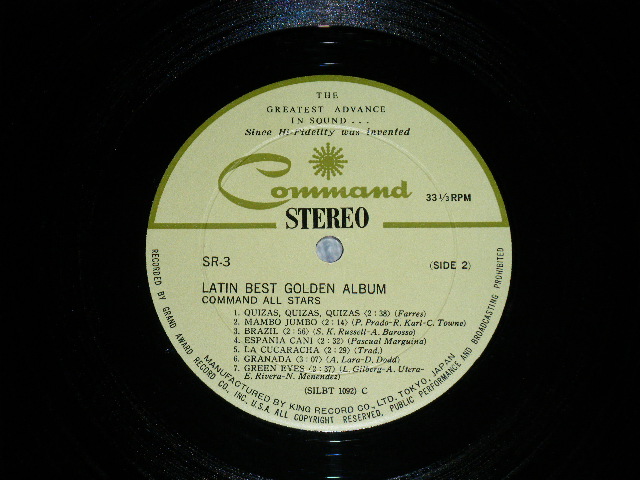 THE
GREATEST ADVANCE
IN SOUND...
Since Hi-Fidelity was invented
Command
33 1/3 RPM
STEREO
SR-3
(SIDE 2)
LATIN BEST GOLDEN ALBUM
COMMAND ALL STARS
1. QUIZAS, QUIZAS, QUIZAS (2:38) (Farres)
2. MAMBO JUMBO (2:14) (P. Prado-R. Karl-C. Towne)
3. BRAZIL (2:56) (S. K. Russell-A. Barosso)
4. ESPANIA CANI (2:32) (Pascual Marguina)
5. LA CUCARACHA (2:29) (Trad.)
6. GRANADA (3:07) (A. Lara-D. Dodd)
7. GREEN EYES (2:37) (L. Gilberg-A. Utera-
E. Rivera-N. Menendez)
(SILBT 1092) C
MANUFACTURED BY KING RECORD CO., LTD. TOKYO, JAPAN
RECORDED BY GRAND AWARD RECORD CO., INC. U.S.A. ALL COPYRIGHT RESERVED. PUBLIC PERFORMANCE AND BROADCASTING PROHIBITED